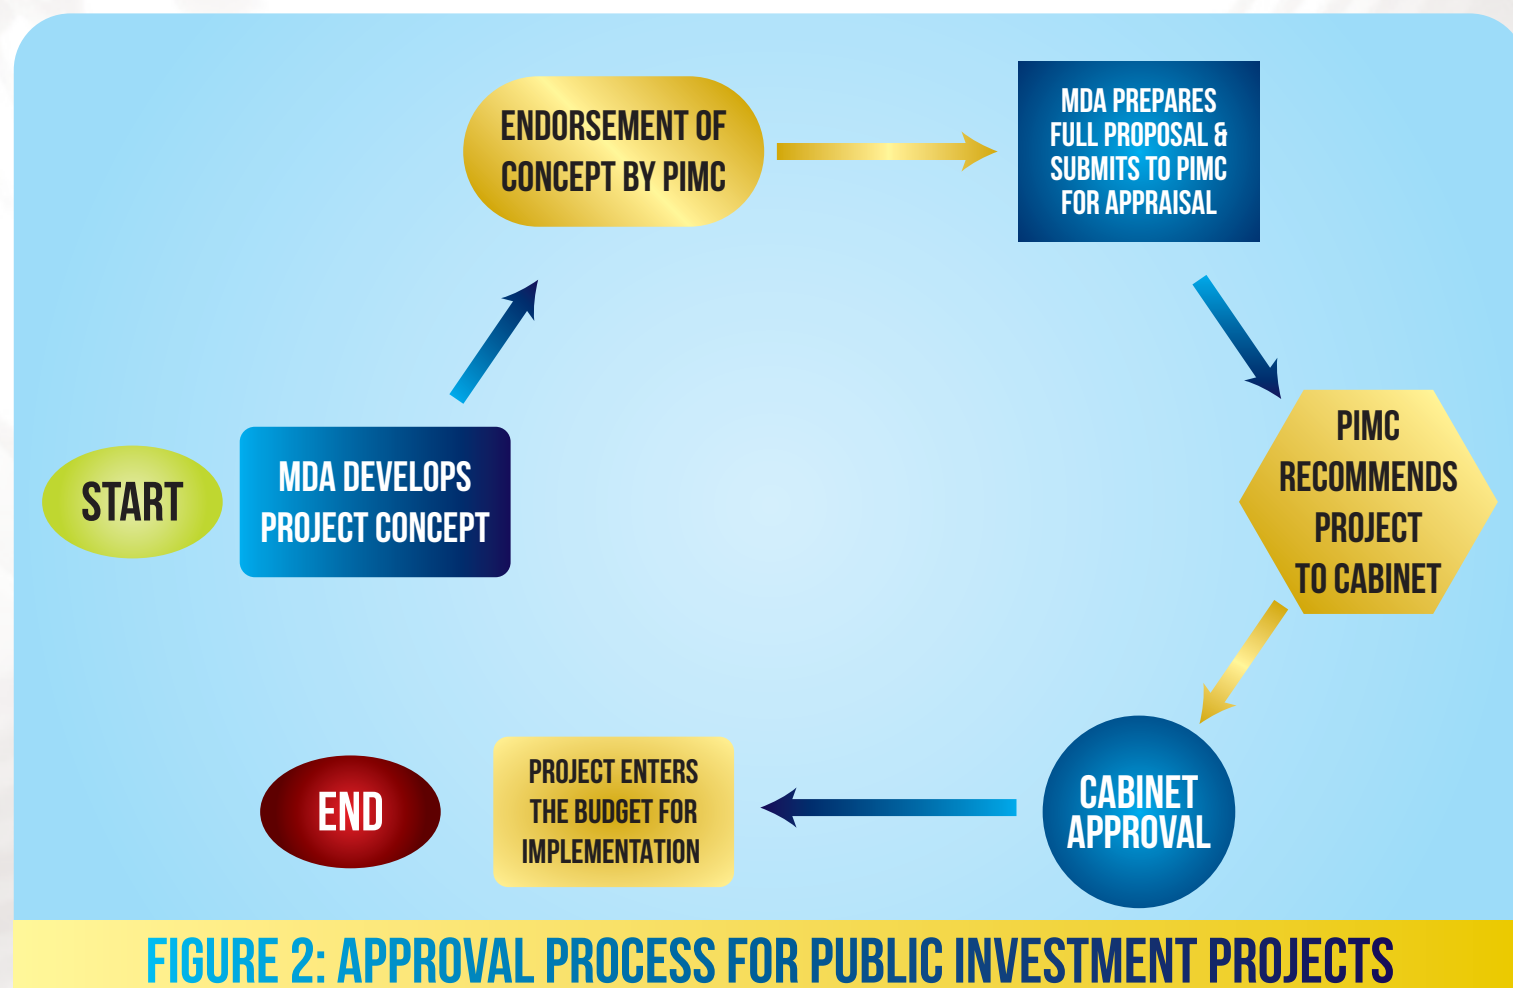 START
MDA DEVELOPS
PROJECT CONCEPT
ENDORSEMENT OF
CONCEPT BY PIMC
MDA PREPARES
FULL PROPOSAL &
SUBMITS TO PIMC
FOR APPRAISAL
PIMC
RECOMMENDS
PROJECT
TO CABINET
CABINET
APPROVAL
PROJECT ENTERS
THE BUDGET FOR
IMPLEMENTATION
END
FIGURE 2: APPROVAL PROCESS FOR PUBLIC INVESTMENT PROJECTS